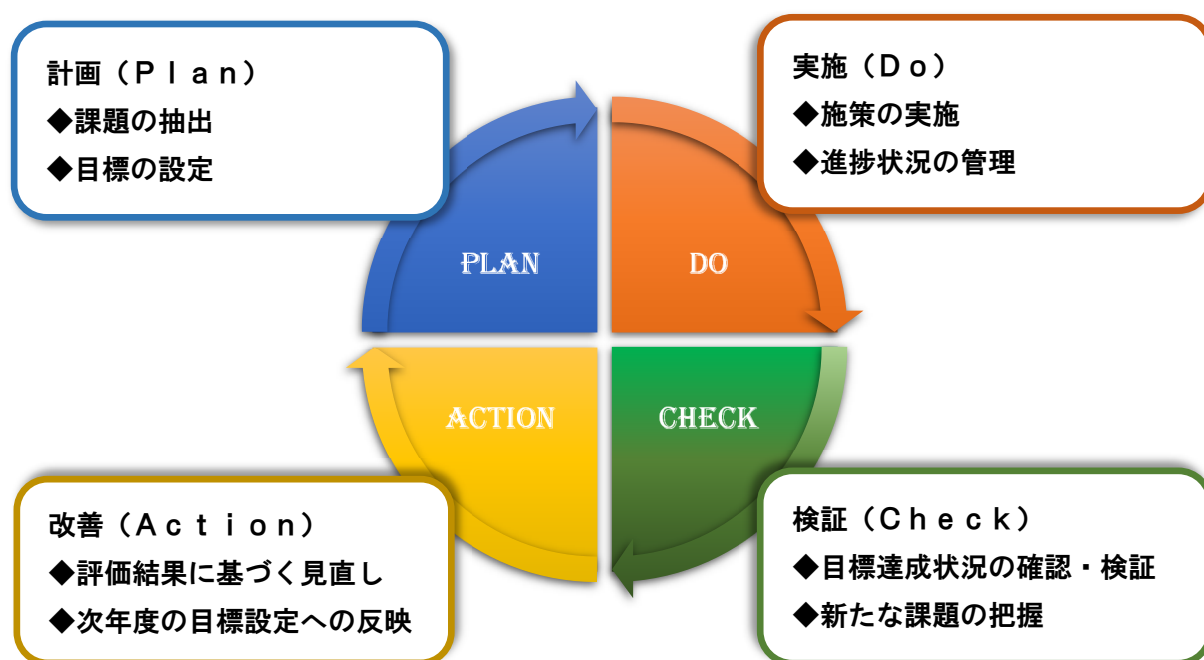 計画（Ｐｌａｎ）
◆課題の抽出
◆目標の設定
実施（Ｄｏ）
◆施策の実施
◆進捗状況の管理
PLAN
DO
ACTION
CHECK
改善（Ａｃｔｉｏｎ）
◆評価結果に基づく見直し
◆次年度の目標設定への反映
検証（Ｃｈｅｃｋ）
◆目標達成状況の確認・検証
◆新たな課題の把握